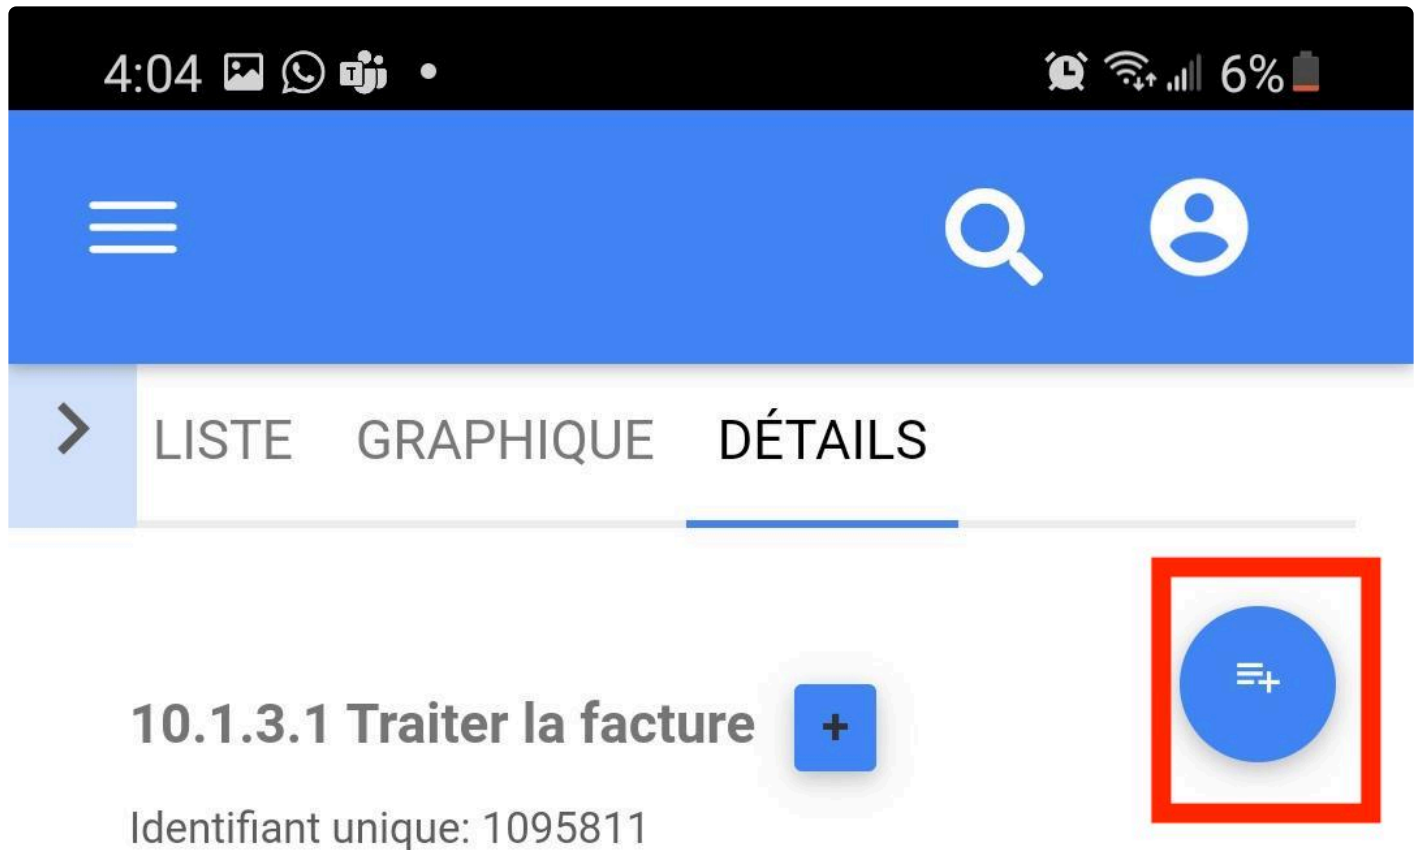 4:04 6%
LISTE GRAPHIQUE DÉTAILS
10.1.3.1 Traiter la facture +
Identifiant unique: 1095811